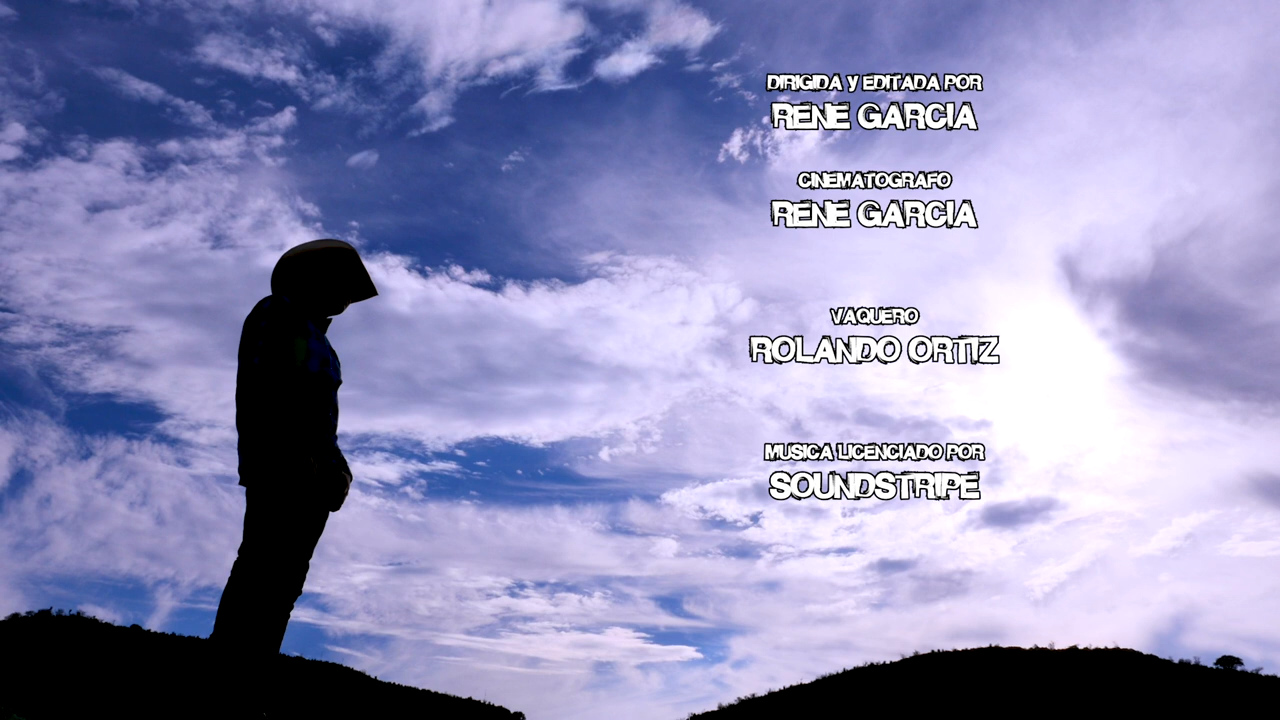 DIRIGIDA Y EDITADA POR
RENE GARCIA
CINEMATOGRAFO
RENE GARCIA
VAQUERO
ROLANDO ORTIZ
MUSICA LICENCIADO POR
SOUNDSTRIPE